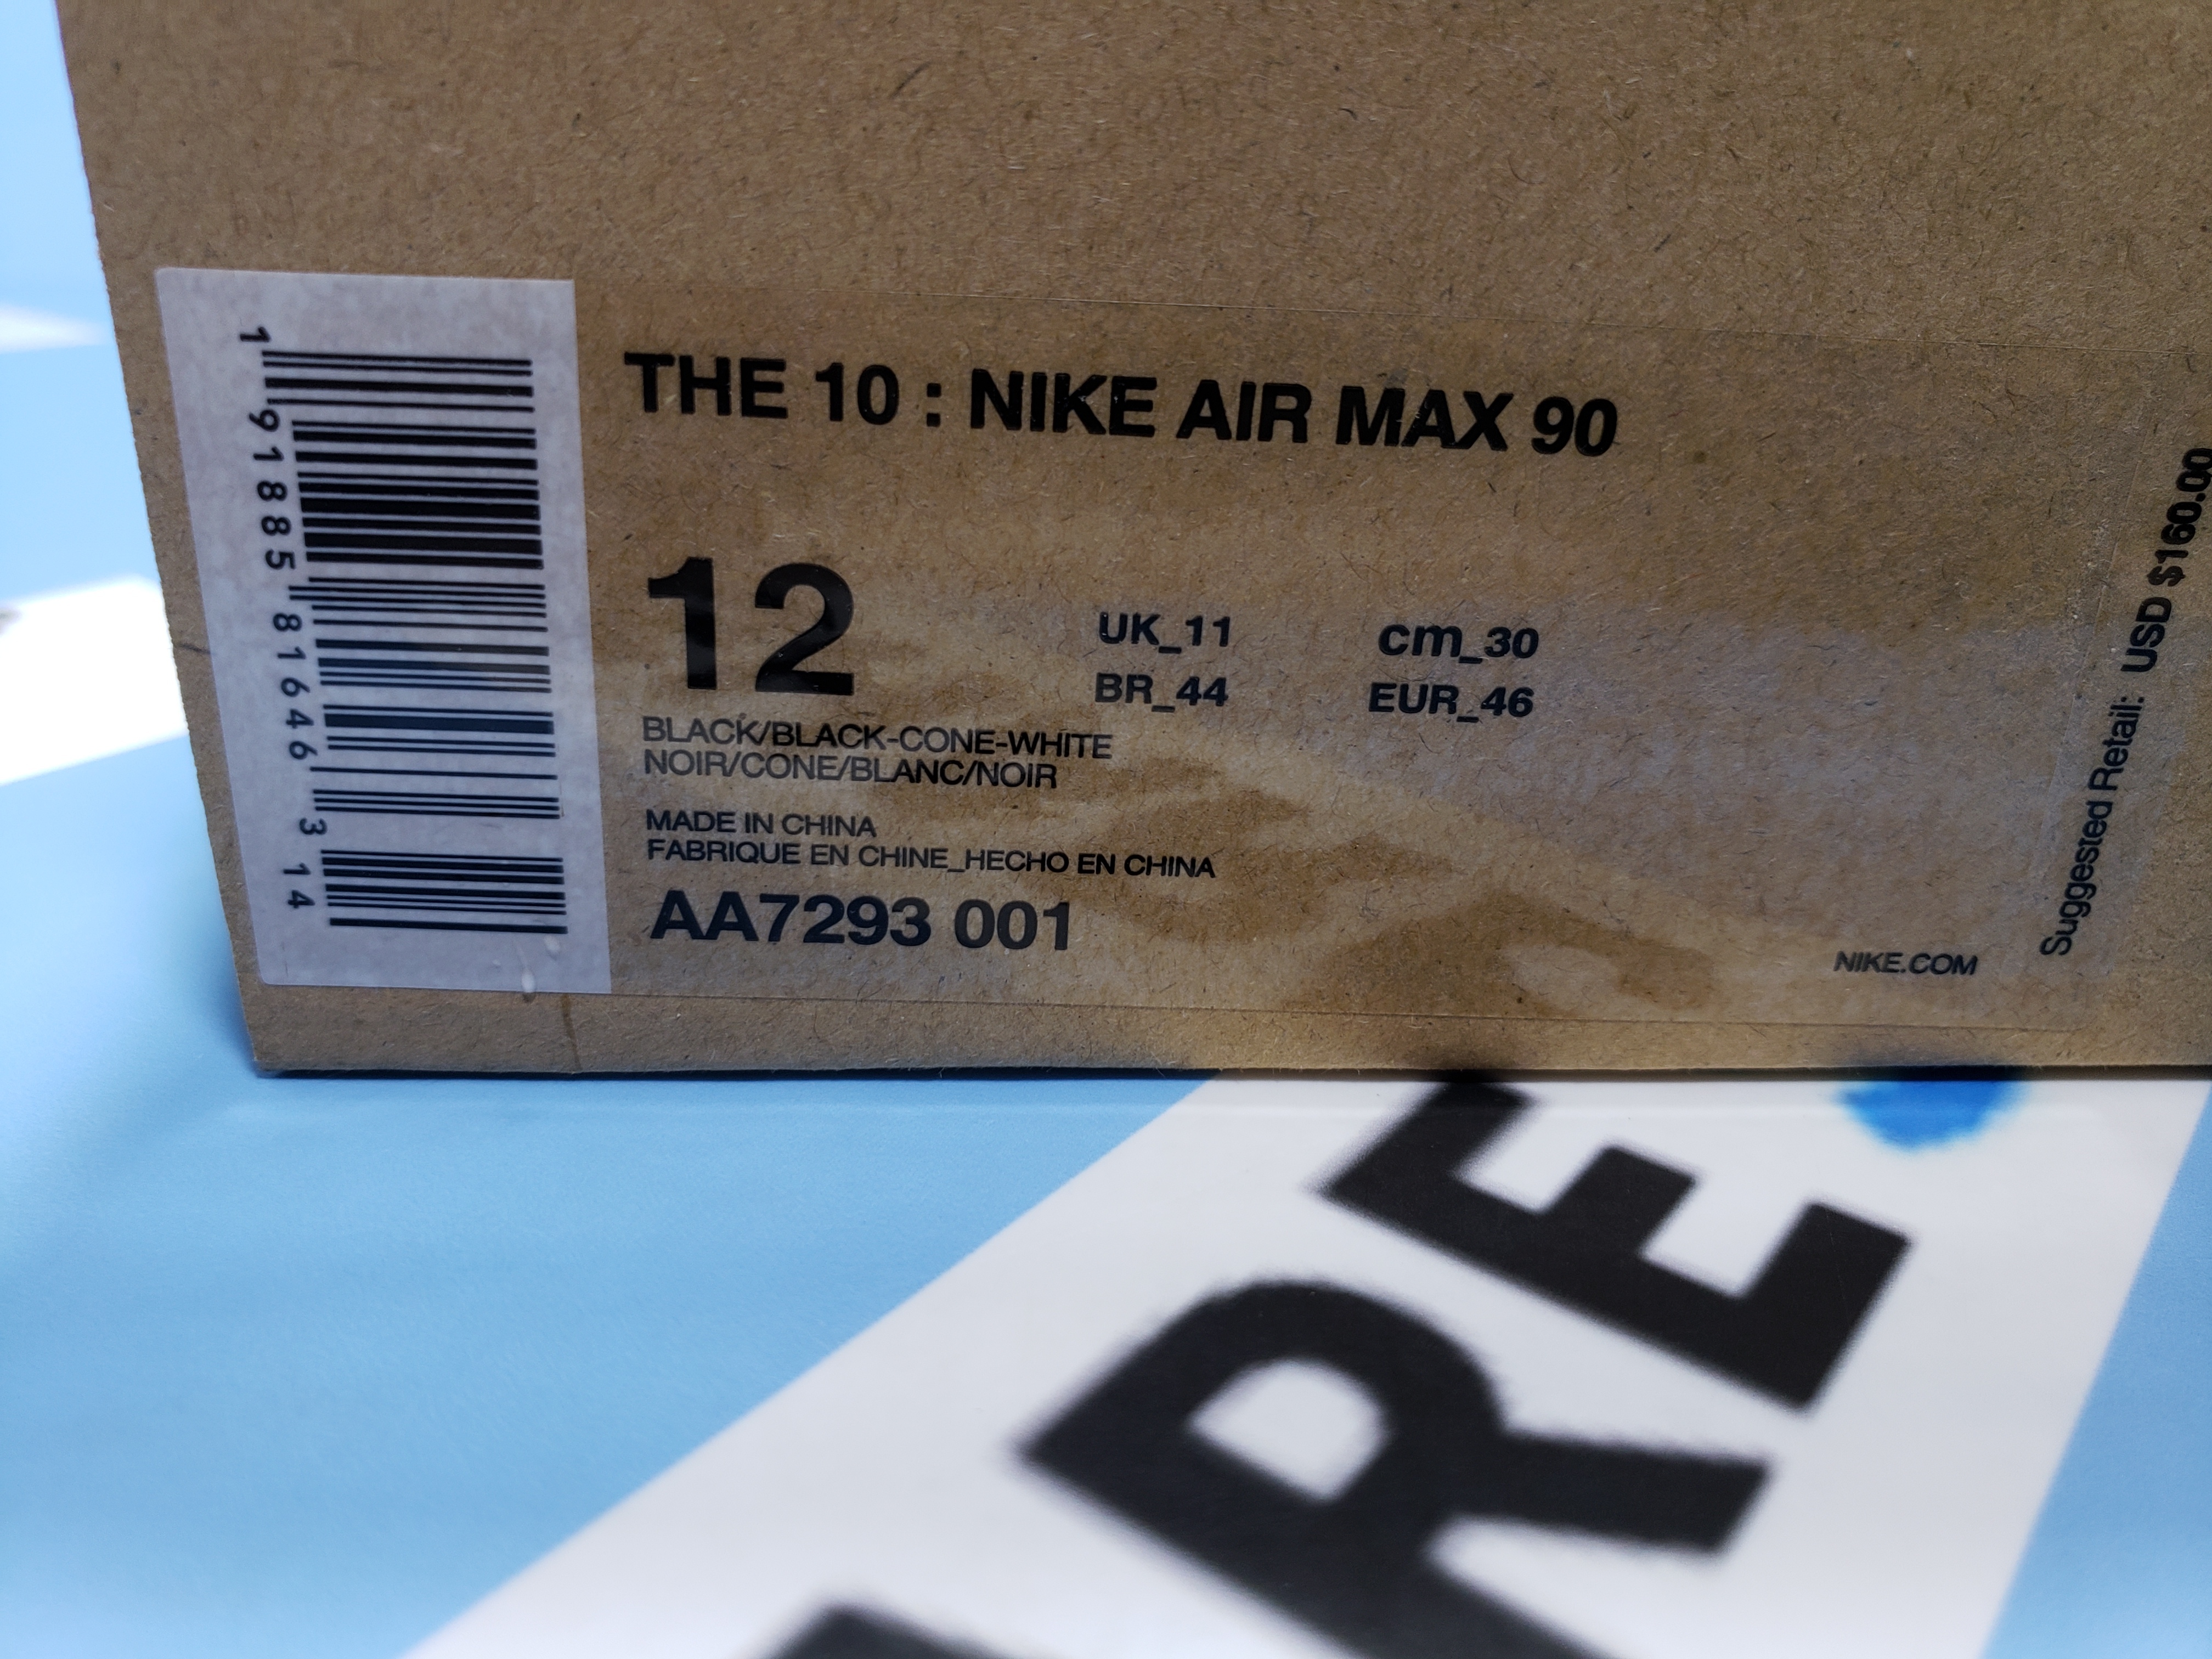 THE 10 : NIKE AIR MAX 90
12
UK_11 cm_30
BR_44 EUR_46
BLACK/BLACK-CONE-WHITE
NOIR/CONE/BLANC/NOIR
MADE IN CHINA
FABRIQUE EN CHINE_HECHO EN CHINA
AA7293 001
NIKE.COM
Suggested Retail: USD $160.00
1 91885 81646 3 14
RE.